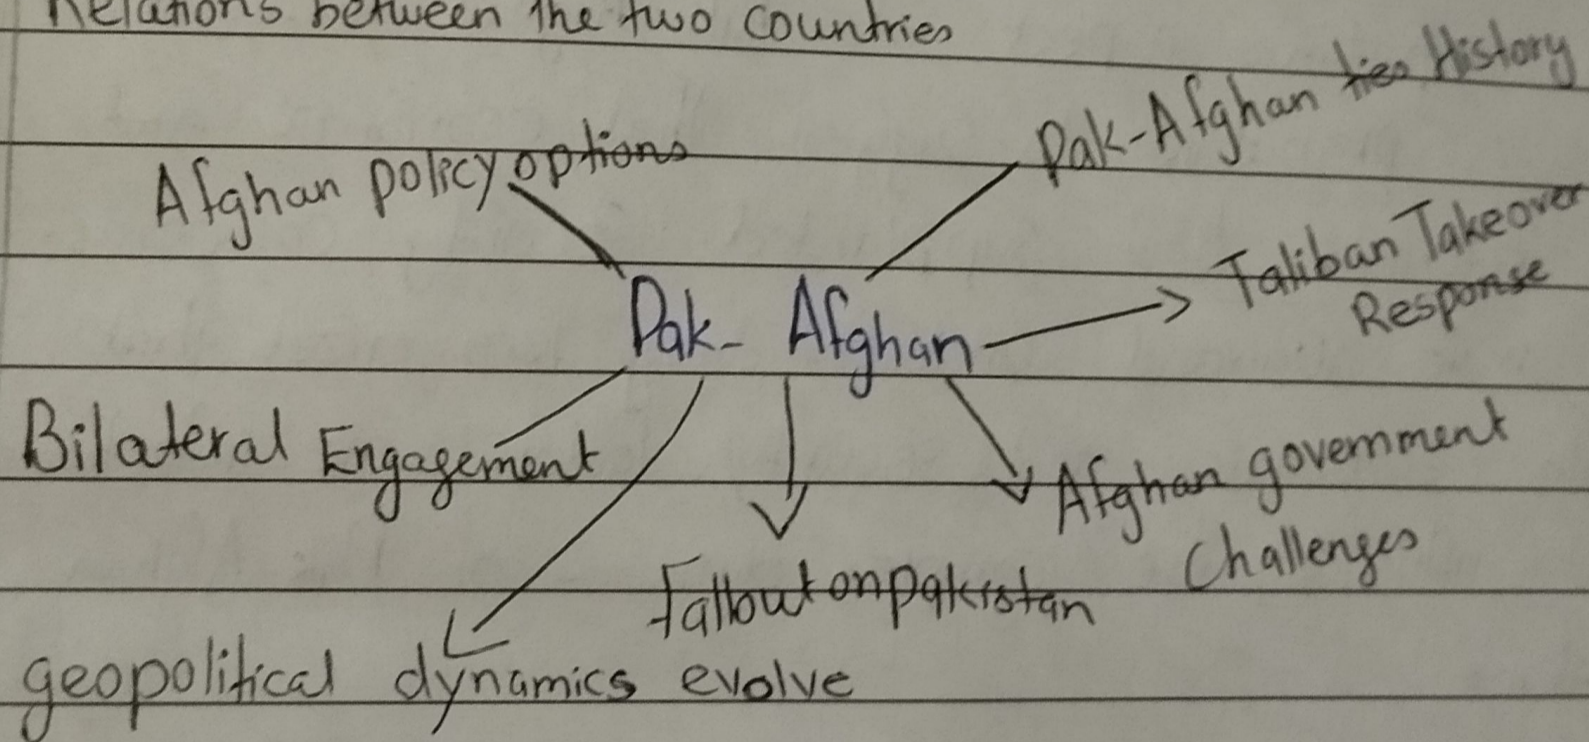 Relations between the two countries
Pak-Afghan ties History
Afghan policy options
Taliban Takeover
Response
Pak- Afghan
Bilateral Engagement
Afghan government
Challenges
Fallout on pakistan
geopolitical dynamics evolve